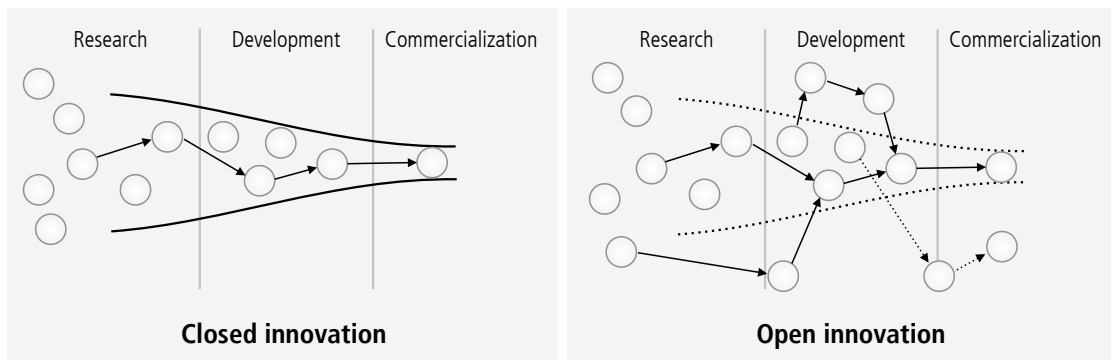 Research Development Commercialization
Closed innovation
Research Development Commercialization
Open innovation